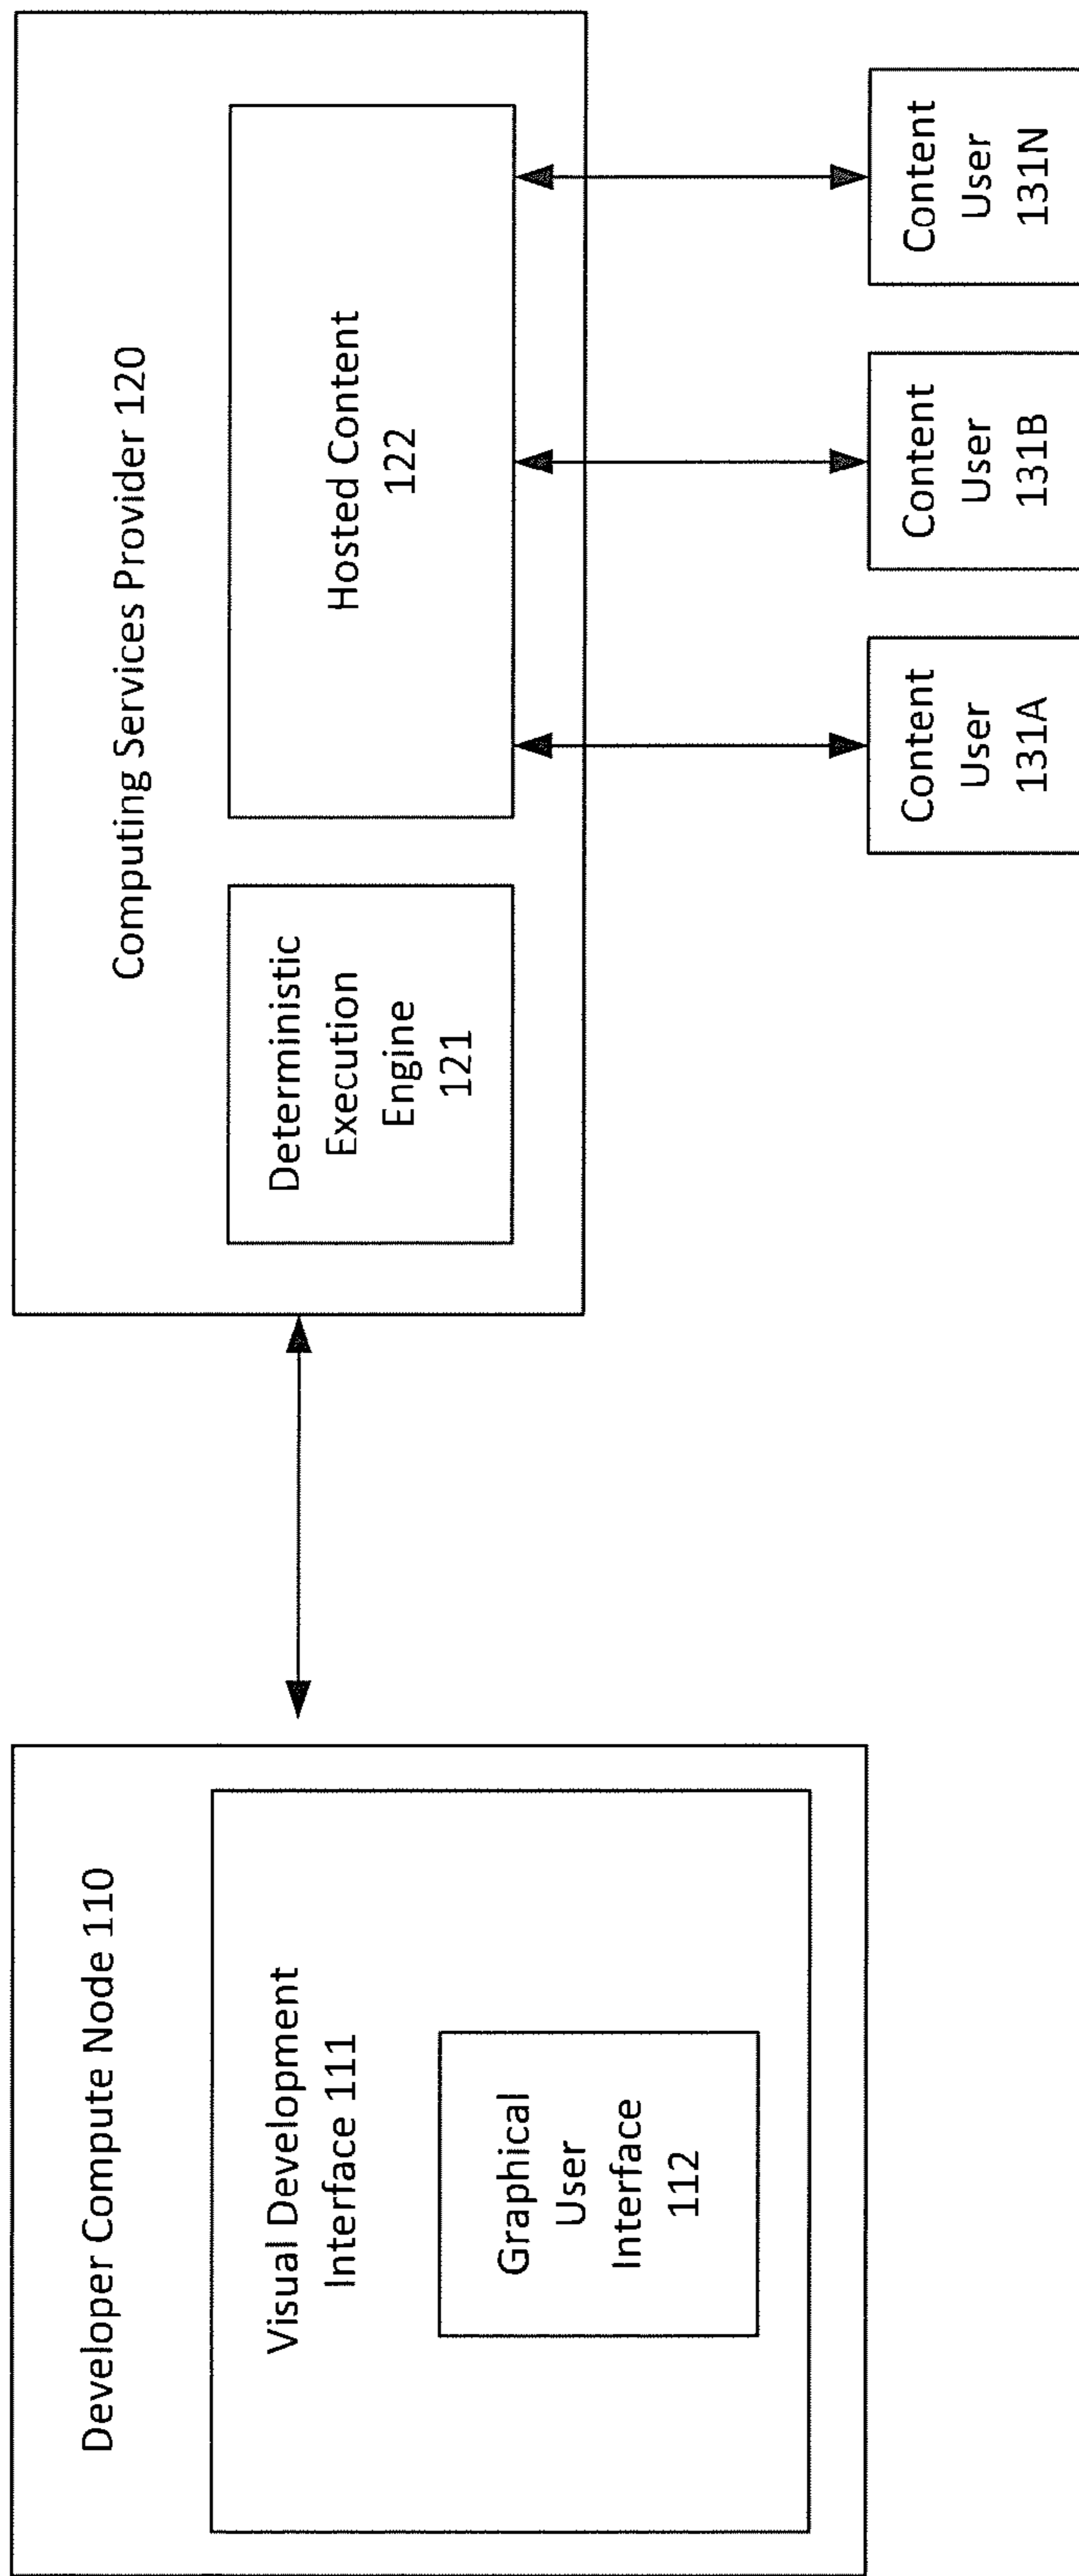 Developer Compute Node 110
Visual Development
Interface 111
Graphical
User
Interface
112
Computing Services Provider 120
Deterministic
Execution
Engine
121
Hosted Content
122
Content
User
131A
Content
User
131B
Content
User
131N